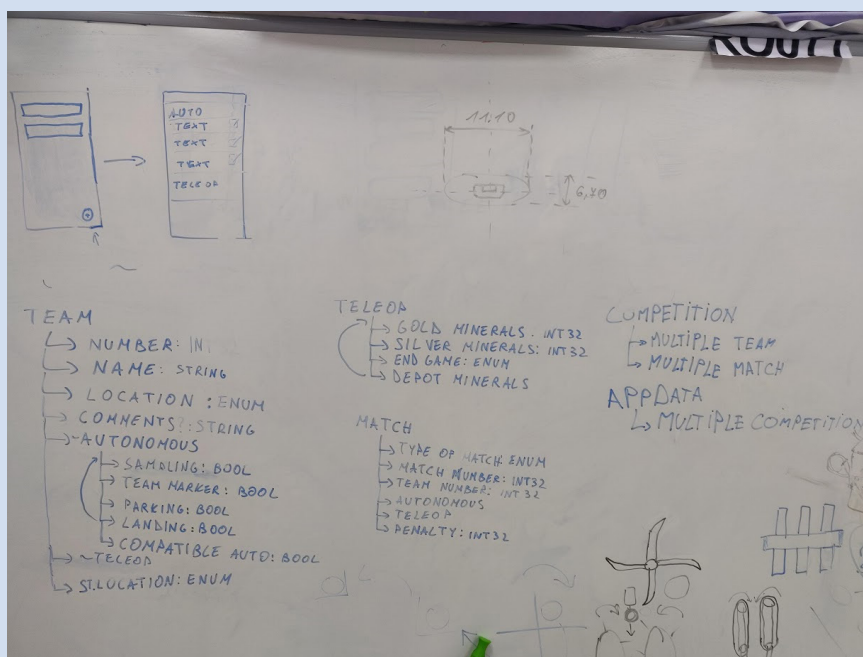 AUTO
TEXT
TEXT
TEXT
TELEOP
11.10
6,70
TEAM
NUMBER: IN
NAME: STRING
LOCATION: ENUM
COMMENTS?: STRING
~AUTONOMOUS
SAMPLING: BOOL
TEAM MARKER: BOOL
PARKING: BOOL
LANDING: BOOL
COMPATIBLE AUTO: BOOL
~TELEOP
ST.LOCATION: ENUM
TELEOP
GOLD MINERALS. INT32
SILVER MINERALS: INT32
END GAME: ENUM
DEPOT MINERALS
MATCH
TYPE OF MATCH: ENUM
MATCH NUMBER: INT32
TEAM NUMBER: INT32
AUTONOMOUS
TELEOP
PENALTY: INT32
COMPETITION
MULTIPLE TEAM
MULTIPLE MATCH
APPDATA
MULTIPLE COMPETITION